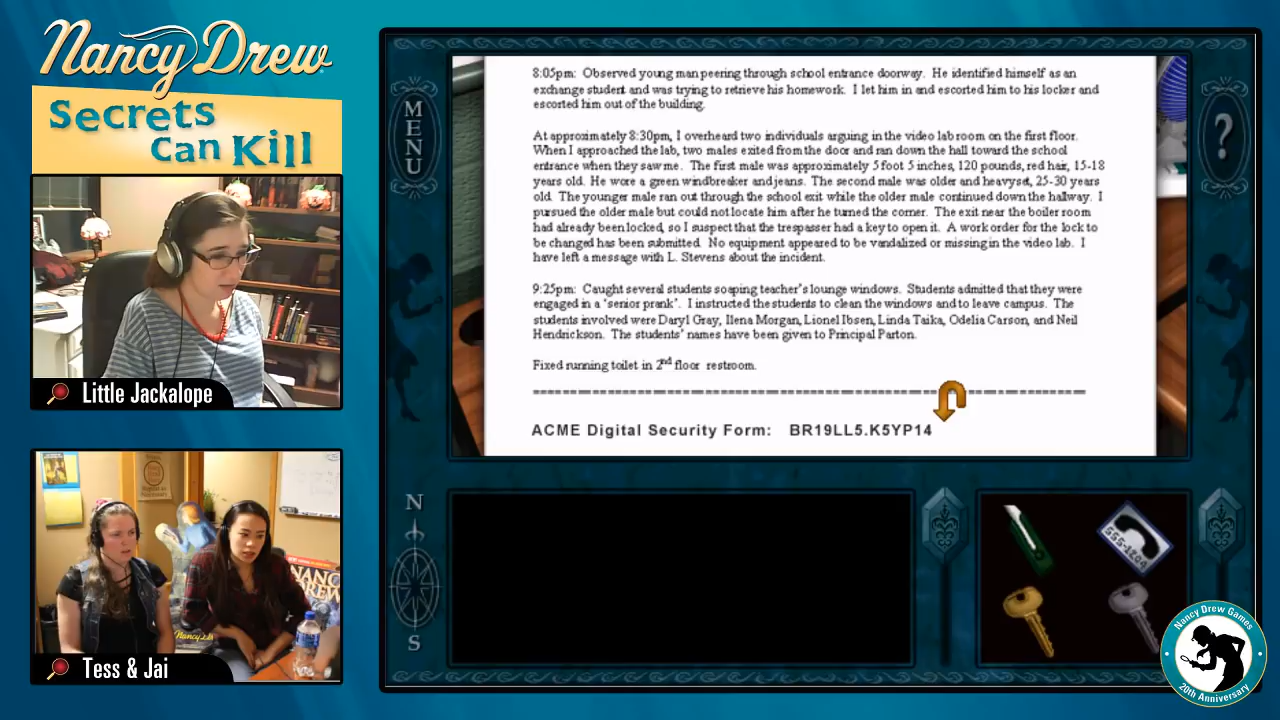 Nancy Drew
Secrets
Can Kill
Little Jackalope
Tess & Jai
MENU
?
8:05pm: Observed young man peering through school entrance doorway. He identified himself as an
exchange student and was trying to retrieve his homework. I let him in and escorted him to his locker and
escorted him out of the building.
At approximately 8:30pm, I overheard two individuals arguing in the video lab room on the first floor.
When I approached the lab, two males exited from the door and ran down the hall toward the school
entrance when they saw me. The first male was approximately 5 foot 5 inches, 120 pounds, red hair, 15-18
years old. He wore a green windbreaker and jeans. The second male was older and heavyset, 25-30 years
old. The younger male ran out through the school exit while the older male continued down the hallway. I
pursued the older male but could not locate him after he turned the corner. The exit near the boiler room
had already been locked, so I suspect that the trespasser had a key to open it. A work order for the lock to
be changed has been submitted. No equipment appeared to be vandalized or missing in the video lab. I
have left a message with L. Stevens about the incident.
9:25pm: Caught several students soaping teacher's lounge windows. Students admitted that they were
engaged in a 'senior prank'. I instructed the students to clean the windows and to leave campus. The
students involved were Daryl Gray, Ilena Morgan, Lionel Ibsen, Linda Taika, Odelia Carson, and Neil
Hendrickson. The students' names have been given to Principal Parton.
Fixed running toilet in 2nd floor restroom.
ACME Digital Security Form: BR19LL5.K5YP14
N
S
555-1204
Nancy Drew Games
20th Anniversary